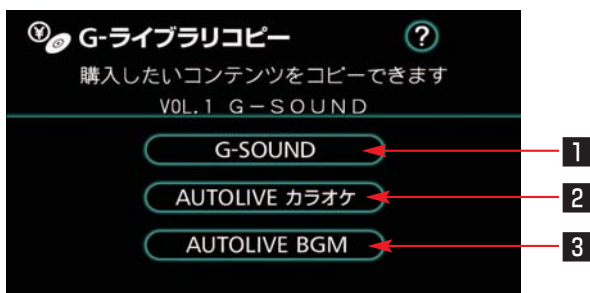 ¥ G-ライブラリコピー ?
購入したいコンテンツをコピーできます
VOL.1 G－SOUND
G-SOUND 1
AUTOLIVE カラオケ 2
AUTOLIVE BGM 3